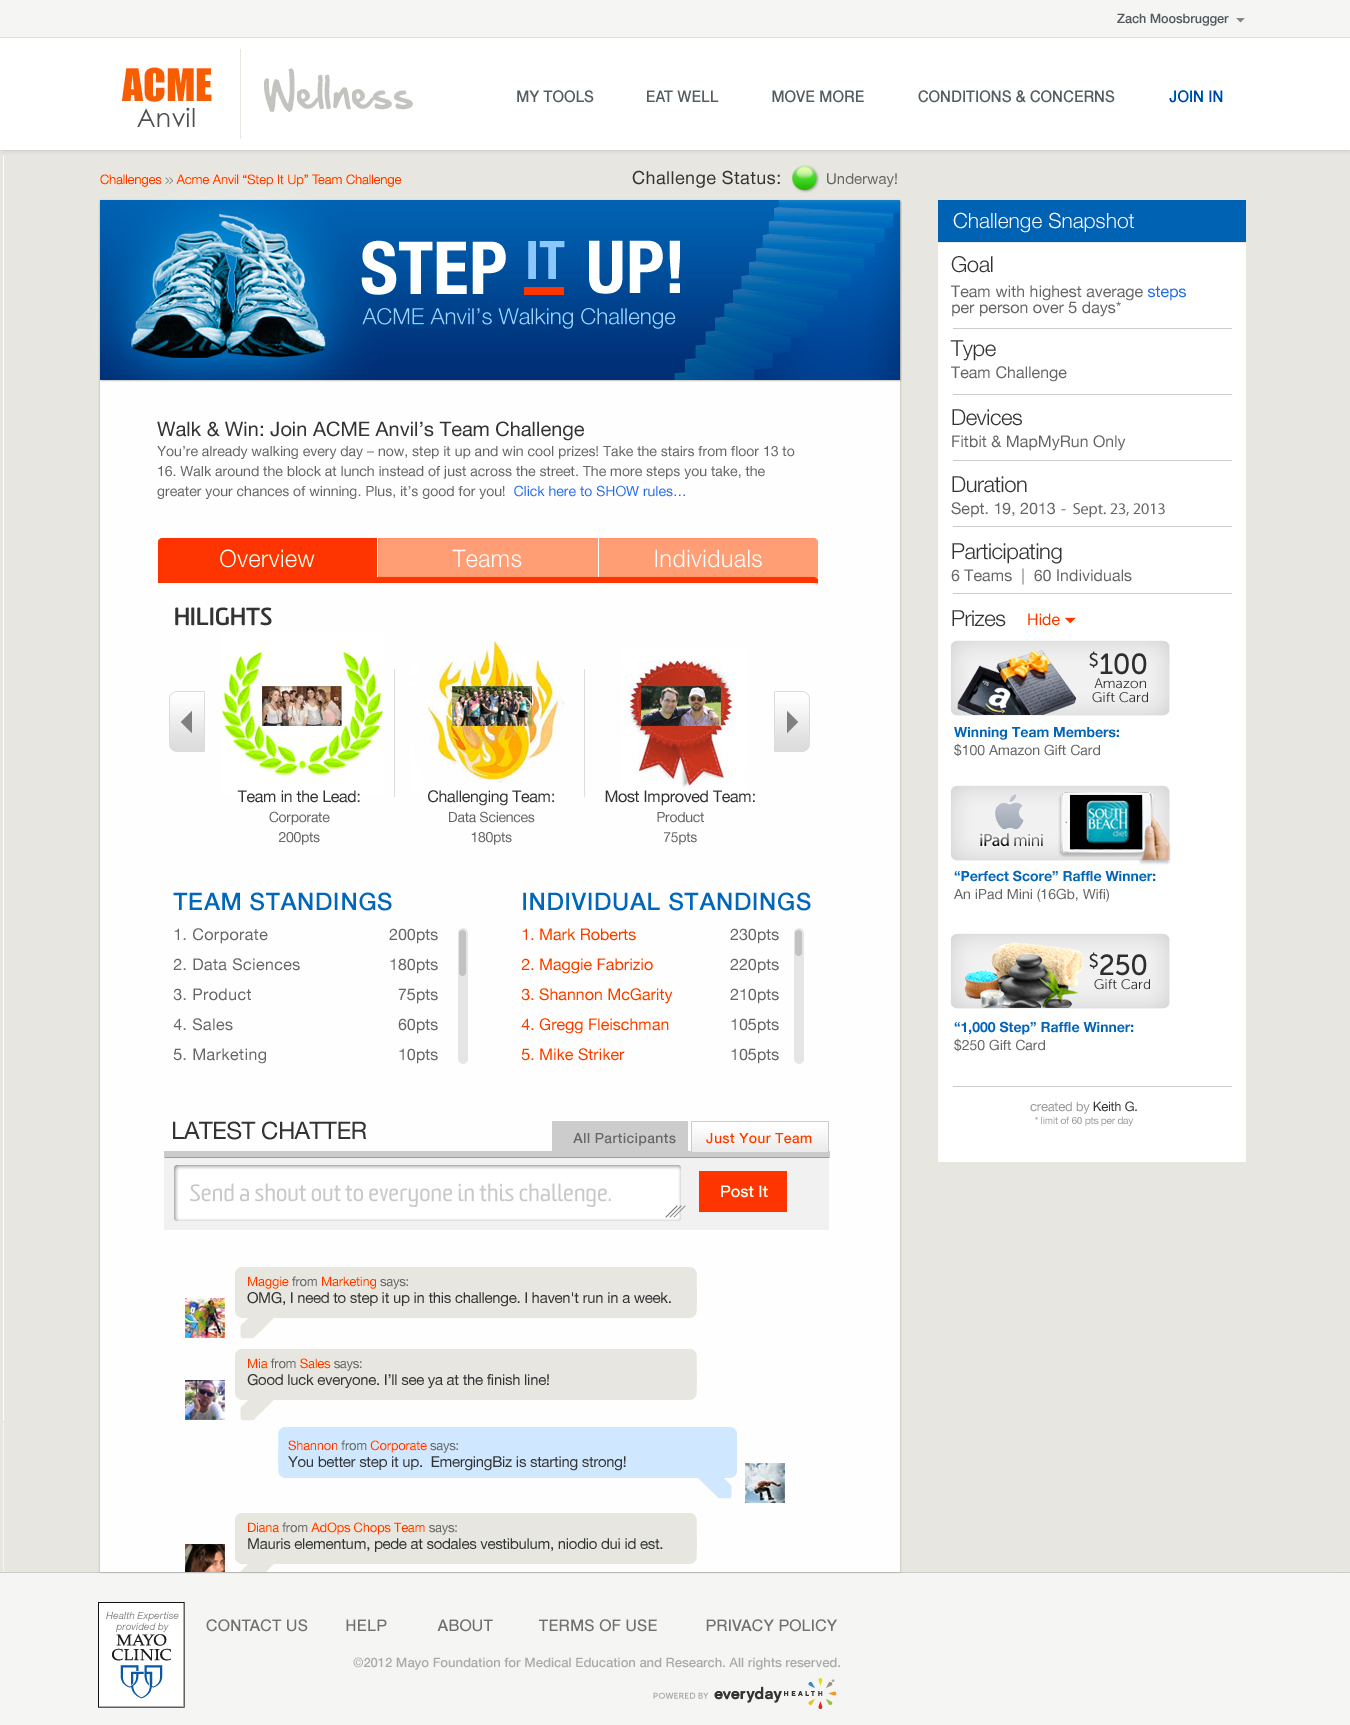 Zach Moosbrugger
ACME
Anvil
Wellness
MY TOOLS
EAT WELL
MOVE MORE
CONDITIONS & CONCERNS
JOIN IN
Challenges » Acme Anvil “Step It Up” Team Challenge
Challenge Status:
Underway!
STEP IT UP!
ACME Anvil’s Walking Challenge
Walk & Win: Join ACME Anvil’s Team Challenge
You’re already walking every day – now, step it up and win cool prizes! Take the stairs from floor 13 to
16. Walk around the block at lunch instead of just across the street. The more steps you take, the
greater your chances of winning. Plus, it’s good for you!  Click here to SHOW rules…
Overview
Teams
Individuals
HILIGHTS
Team in the Lead:
Corporate
200pts
Challenging Team:
Data Sciences
180pts
Most Improved Team:
Product
75pts
TEAM STANDINGS
1. Corporate 200pts
2. Data Sciences 180pts
3. Product 75pts
4. Sales 60pts
5. Marketing 10pts
INDIVIDUAL STANDINGS
1. Mark Roberts 230pts
2. Maggie Fabrizio 220pts
3. Shannon McGarity 210pts
4. Gregg Fleischman 105pts
5. Mike Striker 105pts
LATEST CHATTER
All Participants
Just Your Team
Send a shout out to everyone in this challenge.
Post It
Maggie from Marketing says:
OMG, I need to step it up in this challenge. I haven't run in a week.
Mia from Sales says:
Good luck everyone. I’ll see ya at the finish line!
Shannon from Corporate says:
You better step it up.  EmergingBiz is starting strong!
Diana from AdOps Chops Team says:
Mauris elementum, pede at sodales vestibulum, niodio dui id est.
Challenge Snapshot
Goal
Team with highest average steps
per person over 5 days*
Type
Team Challenge
Devices
Fitbit & MapMyRun Only
Duration
Sept. 19, 2013 - Sept. 23, 2013
Participating
6 Teams | 60 Individuals
Prizes
Hide
$100
Amazon
Gift Card
Winning Team Members:
$100 Amazon Gift Card
iPad mini
SOUTH
BEACH
diet
“Perfect Score” Raffle Winner:
An iPad Mini (16Gb, Wifi)
$250
Gift Card
“1,000 Step” Raffle Winner:
$250 Gift Card
created by Keith G.
* limit of 60 pts per day
Health Expertise
provided by
MAYO
CLINIC
CONTACT US
HELP
ABOUT
TERMS OF USE
PRIVACY POLICY
©2012 Mayo Foundation for Medical Education and Research. All rights reserved.
POWERED BY everyday HEALTH